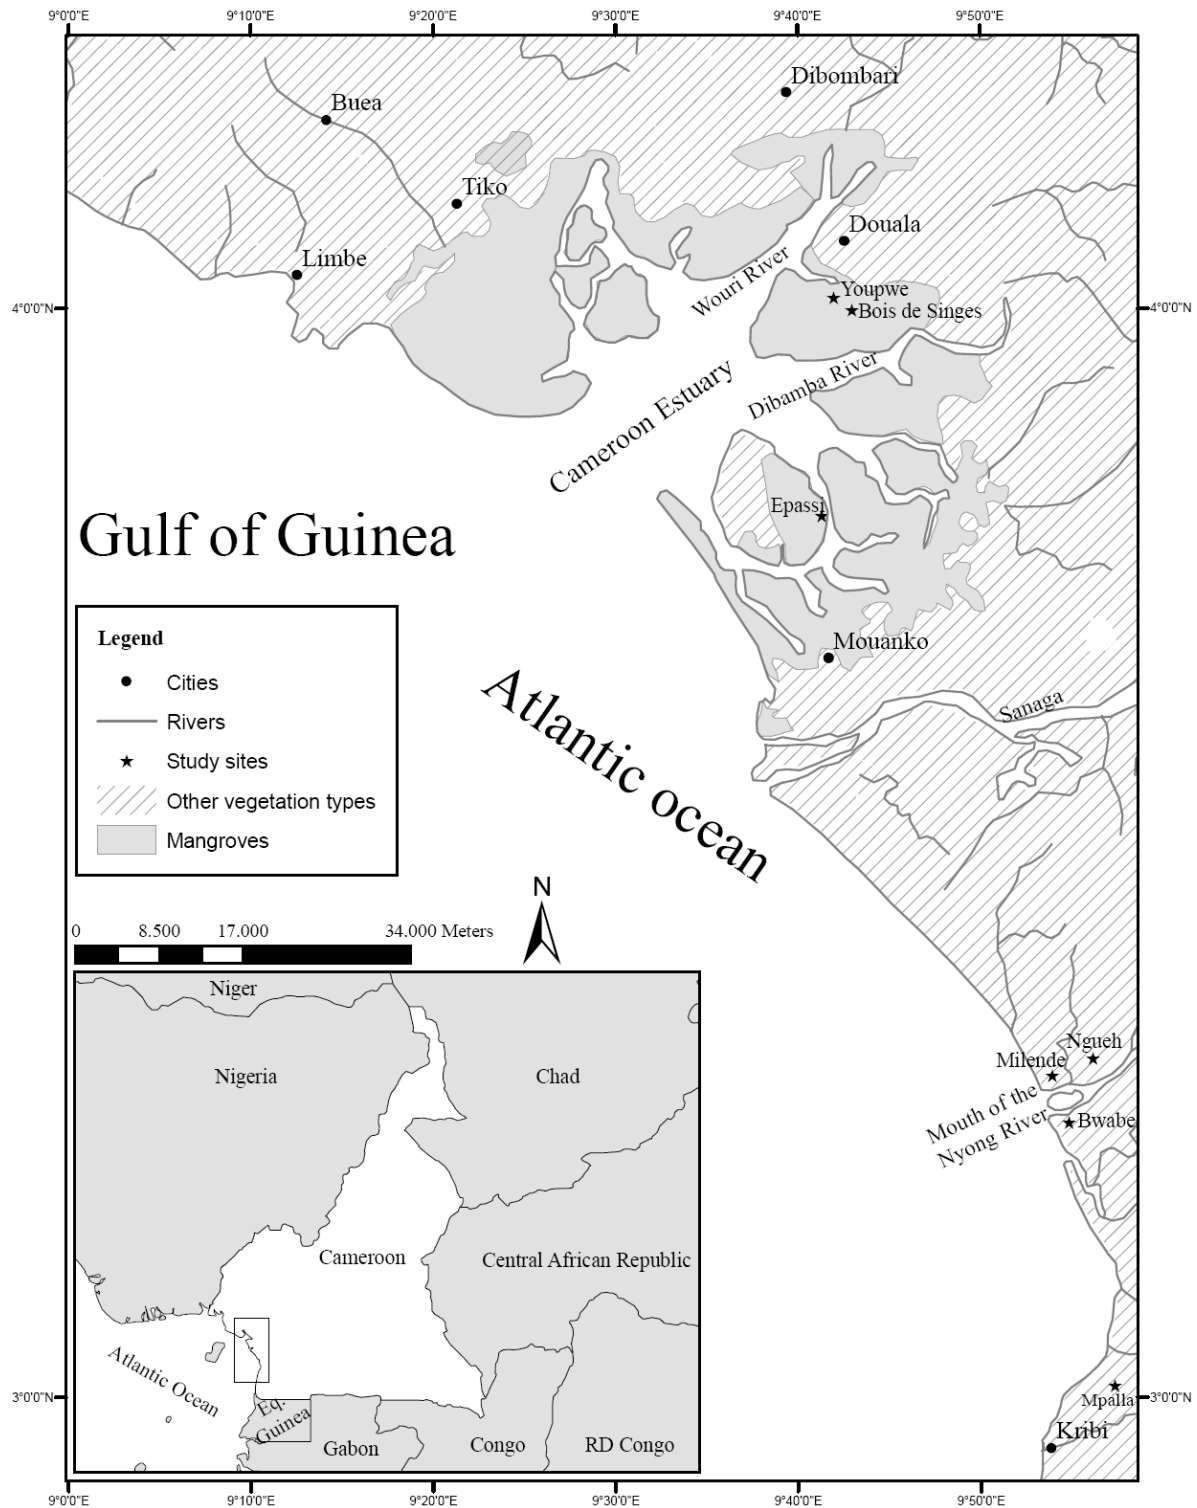 9°0'0"E
9°10'0"E
9°20'0"E
9°30'0"E
9°40'0"E
9°50'0"E
Dibombari
Buea
Tiko
Douala
Limbe
Wouri River
Youpwe
4°0'0"N
4°0'0"N
Bois de Singes
Dibamba River
Cameroon Estuary
Epassi
Gulf of Guinea
Legend
Cities
Rivers
Study sites
Other vegetation types
Mangroves
Mouanko
Atlantic ocean
Sanaga
N
0 8.500 17.000 34.000 Meters
Niger
Nigeria
Chad
Cameroon
Central African Republic
Atlantic Ocean
Eq.
Guinea
Gabon
Congo
RD Congo
Ngueh
Milende
Mouth of the
Nyong River
Bwabe
3°0'0"N
3°0'0"N
Mpalla
Kribi
9°0'0"E
9°10'0"E
9°20'0"E
9°30'0"E
9°40'0"E
9°50'0"E